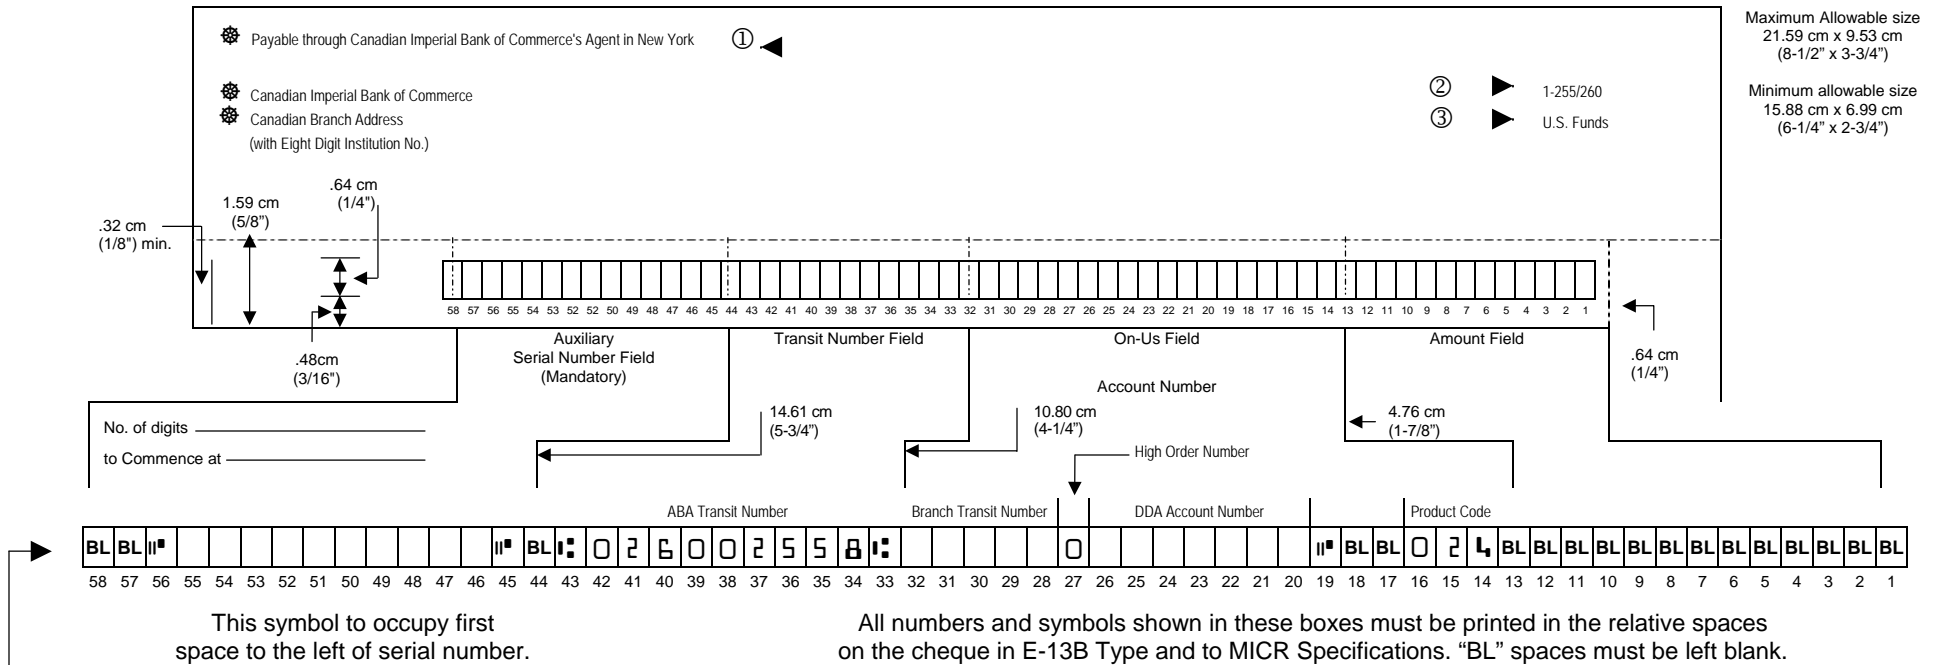 Payable through Canadian Imperial Bank of Commerce's Agent in New York ①
Maximum Allowable size
21.59 cm x 9.53 cm
(8-1/2” x 3-3/4”)
Canadian Imperial Bank of Commerce
Canadian Branch Address
(with Eight Digit Institution No.)
② 1-255/260
③ U.S. Funds
Minimum allowable size
15.88 cm x 6.99 cm
(6-1/4” x 2-3/4”)
.32 cm
(1/8") min.
1.59 cm
(5/8”)
.64 cm
(1/4")
58 57 56 55 54 53 52 52 50 49 48 47 46 45 44 43 42 41 40 39 38 37 36 35 34 33 32 31 30 29 28 27 26 25 24 23 22 21 20 19 18 17 16 15 14 13 12 11 10 9 8 7 6 5 4 3 2 1
.48cm
(3/16")
Auxiliary
Serial Number Field
(Mandatory)
Transit Number Field
On-Us Field
Amount Field
.64 cm
(1/4")
Account Number
No. of digits
to Commence at
14.61 cm
(5-3/4”)
10.80 cm
(4-1/4”)
4.76 cm
(1-7/8”)
High Order Number
ABA Transit Number Branch Transit Number DDA Account Number Product Code
BL BL ⑈ ⑈ BL ⑆ 0 2 6 0 0 2 5 5 8 ⑆ 0 ⑈ BL BL 0 2 4 BL BL BL BL BL BL BL BL BL BL BL BL BL
58 57 56 55 54 53 52 51 50 49 48 47 46 45 44 43 42 41 40 39 38 37 36 35 34 33 32 31 30 29 28 27 26 25 24 23 22 21 20 19 18 17 16 15 14 13 12 11 10 9 8 7 6 5 4 3 2 1
This symbol to occupy first
space to the left of serial number.
All numbers and symbols shown in these boxes must be printed in the relative spaces
on the cheque in E-13B Type and to MICR Specifications. “BL” spaces must be left blank.